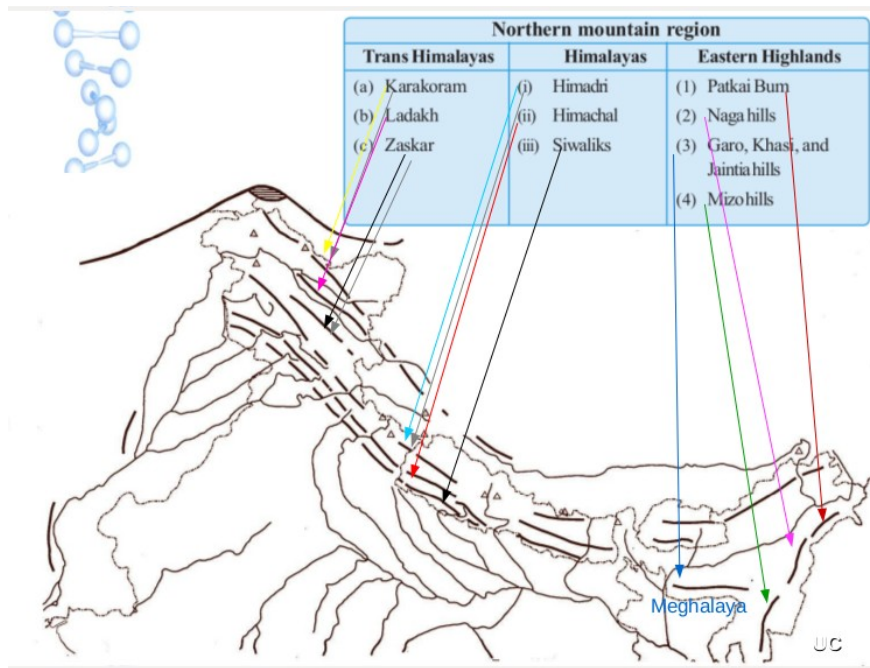 Northern mountain region
Trans Himalayas Himalayas Eastern Highlands
(a) Karakoram (i) Himadri (1) Patkai Bum
(b) Ladakh (ii) Himachal (2) Naga hills
(c) Zaskar (iii) Siwaliks (3) Garo, Khasi, and
Jaintia hills
(4) Mizo hills
Meghalaya
UC